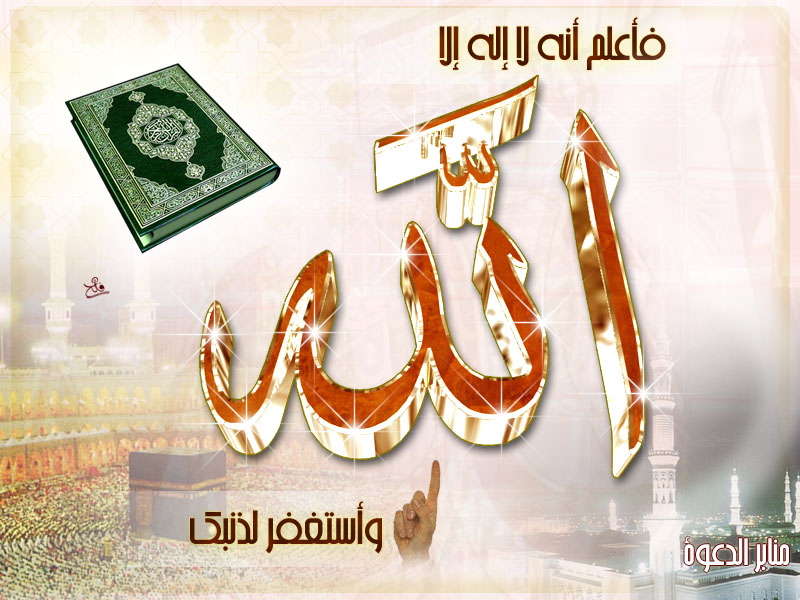 فأعلم أنه لا إله إلا
الله
وأستغفر لذنبك
منابر الدعوة